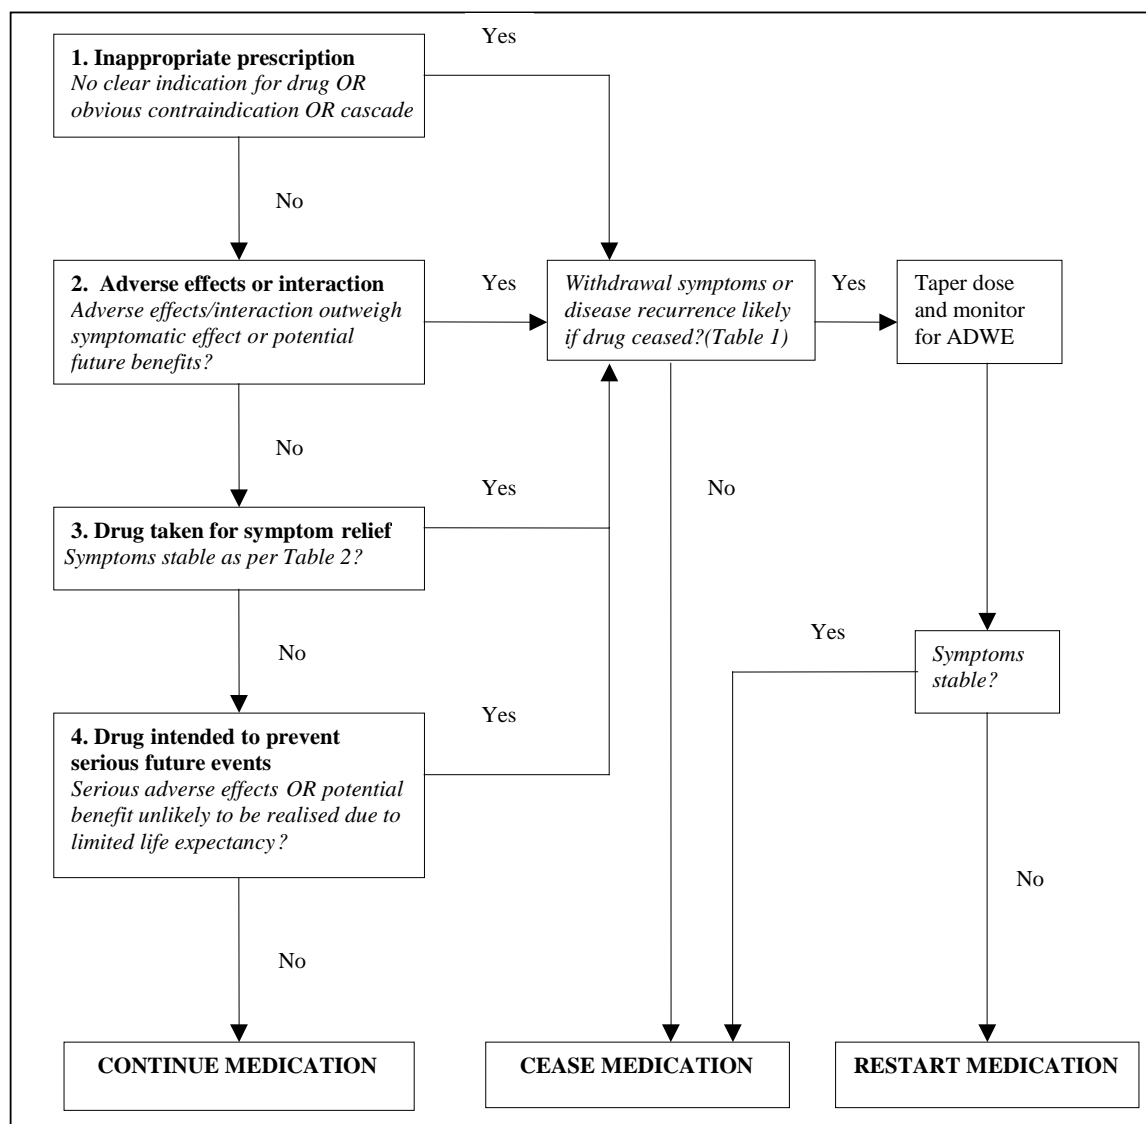 Yes
1. Inappropriate prescription
No clear indication for drug OR
obvious contraindication OR cascade
No
2. Adverse effects or interaction
Adverse effects/interaction outweigh
symptomatic effect or potential
future benefits?
Yes
Withdrawal symptoms or
disease recurrence likely
if drug ceased?(Table 1)
Yes
Taper dose
and monitor
for ADWE
No
Yes
No
3. Drug taken for symptom relief
Symptoms stable as per Table 2?
No
Yes
Symptoms
stable?
Yes
4. Drug intended to prevent
serious future events
Serious adverse effects OR potential
benefit unlikely to be realised due to
limited life expectancy?
No
No
CONTINUE MEDICATION
CEASE MEDICATION
RESTART MEDICATION